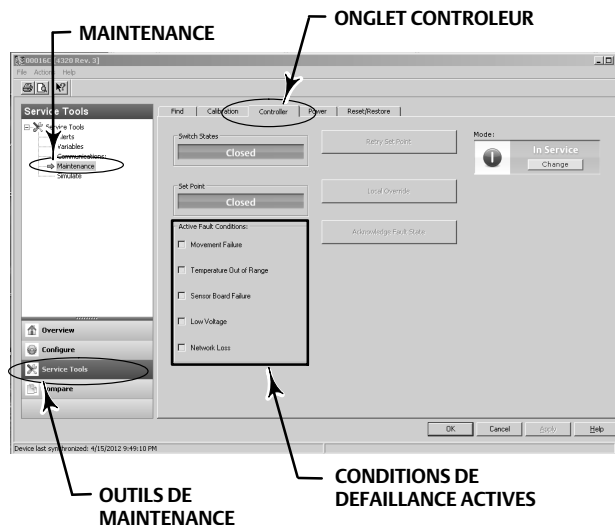 ONGLET CONTROLEUR
MAINTENANCE
00016C [4320 Rev. 3]
File Actions Help
Service Tools
Find Calibration Controller Power Reset/Restore
Service Tools
Alerts
Variables
Communications
Maintenance
Simulate
Switch States
Closed
Retry Set Point
Mode:
In Service
Change
Set Point
Closed
Local Override
Active Fault Conditions:
Acknowledge Fault State
Movement Failure
Temperature Out of Range
Sensor Board Failure
Low Voltage
Network Loss
Overview
Configure
Service Tools
Compare
OK Cancel Apply Help
Device last synchronized: 4/15/2012 9:49:10 PM
OUTILS DE
MAINTENANCE
CONDITIONS DE
DEFAILLANCE ACTIVES